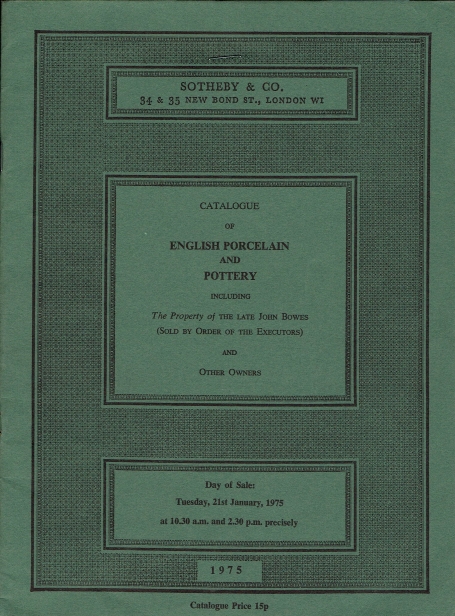 SOTHEBY & CO.
34 & 35 NEW BOND ST., LONDON W1
CATALOGUE
OF
ENGLISH PORCELAIN
AND
POTTERY
INCLUDING
The Property of THE LATE JOHN BOWES
(SOLD BY ORDER OF THE EXECUTORS)
AND
OTHER OWNERS
Day of Sale:
Tuesday, 21st January, 1975
at 10.30 a.m. and 2.30 p.m. precisely
1975
Catalogue Price 15p